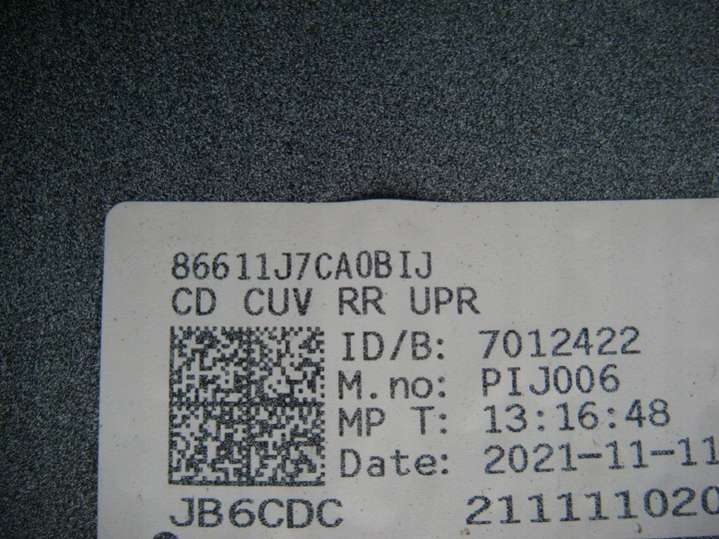 86611J7CA0BIJ
CD CUV RR UPR
ID/B: 7012422
M.no: PIJ006
MP T: 13:16:48
Date: 2021-11-11
JB6CDC 211111020